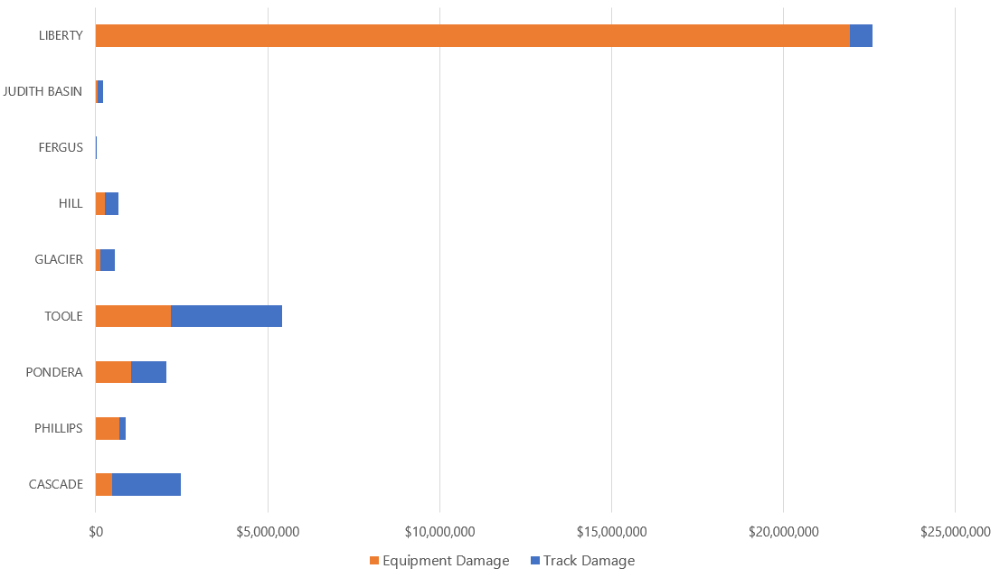 LIBERTY
JUDITH BASIN
FERGUS
HILL
GLACIER
TOOLE
PONDERA
PHILLIPS
CASCADE
$0 $5,000,000 $10,000,000 $15,000,000 $20,000,000 $25,000,000
Equipment Damage Track Damage